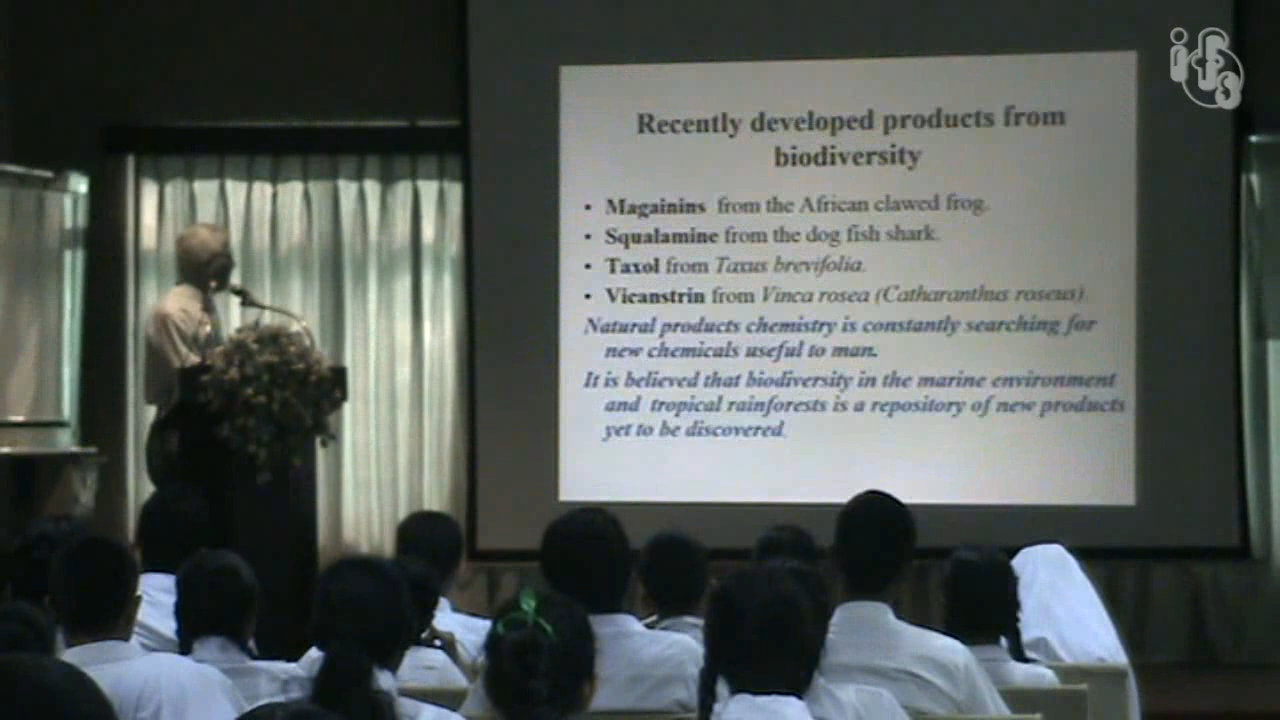 Recently developed products from
biodiversity
• Magainins from the African clawed frog.
• Squalamine from the dog fish shark.
• Taxol from Taxus brevifolia.
• Vicanstrin from Vinca rosea (Catharanthus roseus).
Natural products chemistry is constantly searching for
new chemicals useful to man.
It is believed that biodiversity in the marine environment
and tropical rainforests is a repository of new products
yet to be discovered.